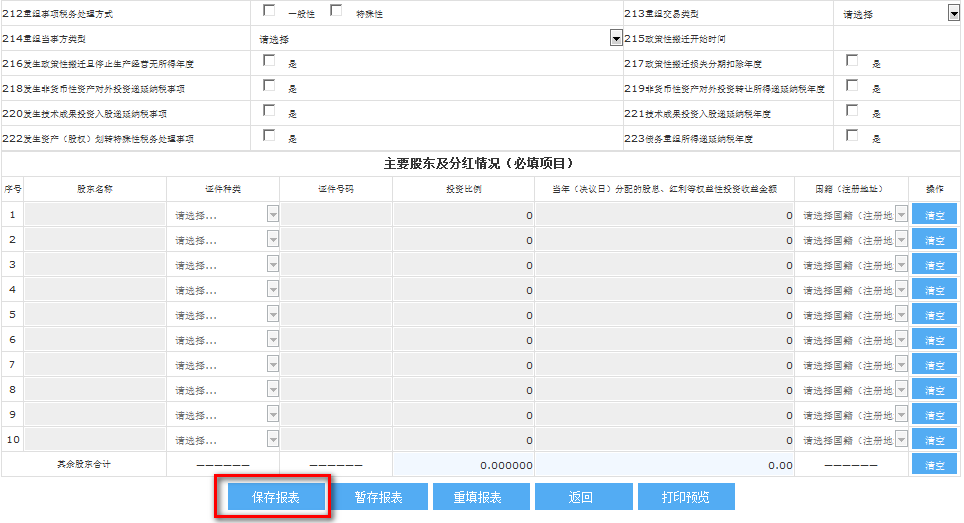 212重组事项税务处理方式 一般性 特殊性 213重组交易类型 请选择
214重组当事方类型 请选择 215政策性搬迁开始时间
216发生政策性搬迁且停止生产经营无所得年度 是 217政策性搬迁损失分期扣除年度 是
218发生非货币性资产对外投资递延纳税事项 是 219非货币性资产对外投资转让所得递延纳税年度 是
220发生技术成果投资入股递延纳税事项 是 221技术成果投资入股递延纳税年度 是
222发生资产（股权）划转特殊性税务处理事项 是 223债务重组所得递延纳税年度 是
主要股东及分红情况（必填项目）
序号 股东名称 证件种类 证件号码 投资比例 当年（决议日）分配的股息、红利等权益性投资收益金额 国籍（注册地址） 操作
1 请选择... 0 0 请选择国籍（注册地 清空
2 请选择... 0 0 请选择国籍（注册地 清空
3 请选择... 0 0 请选择国籍（注册地 清空
4 请选择... 0 0 请选择国籍（注册地 清空
5 请选择... 0 0 请选择国籍（注册地 清空
6 请选择... 0 0 请选择国籍（注册地 清空
7 请选择... 0 0 请选择国籍（注册地 清空
8 请选择... 0 0 请选择国籍（注册地 清空
9 请选择... 0 0 请选择国籍（注册地 清空
10 请选择... 0 0 请选择国籍（注册地 清空
其余股东合计 —————— —————— 0.000000 0.00 —————— 清空
保存报表 暂存报表 重填报表 返回 打印预览